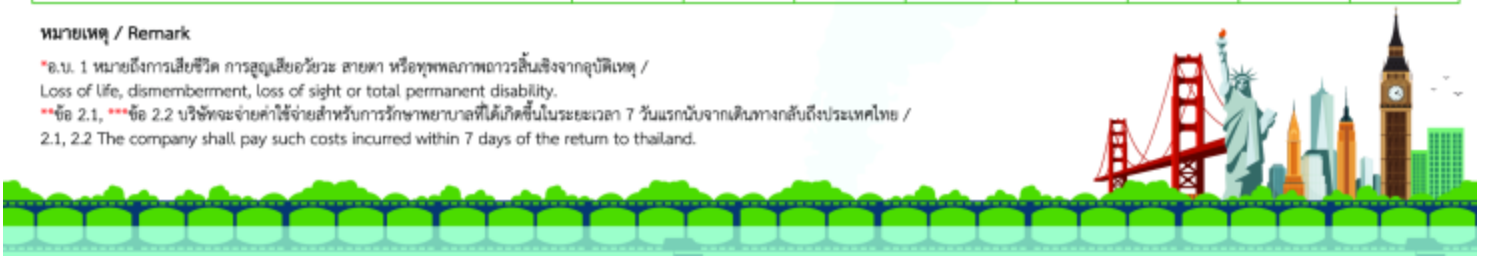 หมายเหตุ / Remark
*อ.บ. 1 หมายถึงการเสียชีวิต การสูญเสียอวัยวะ สายตา หรือทุพพลภาพถาวรสิ้นเชิงจากอุบัติเหตุ /
Loss of life, dismemberment, loss of sight or total permanent disability.
**ข้อ 2.1, ***ข้อ 2.2 บริษัทจะจ่ายค่าใช้จ่ายสำหรับการรักษาพยาบาลที่ได้เกิดขึ้นในระยะเวลา 7 วันแรกนับจากเดินทางกลับถึงประเทศไทย /
2.1, 2.2 The company shall pay such costs incurred within 7 days of the return to thailand.